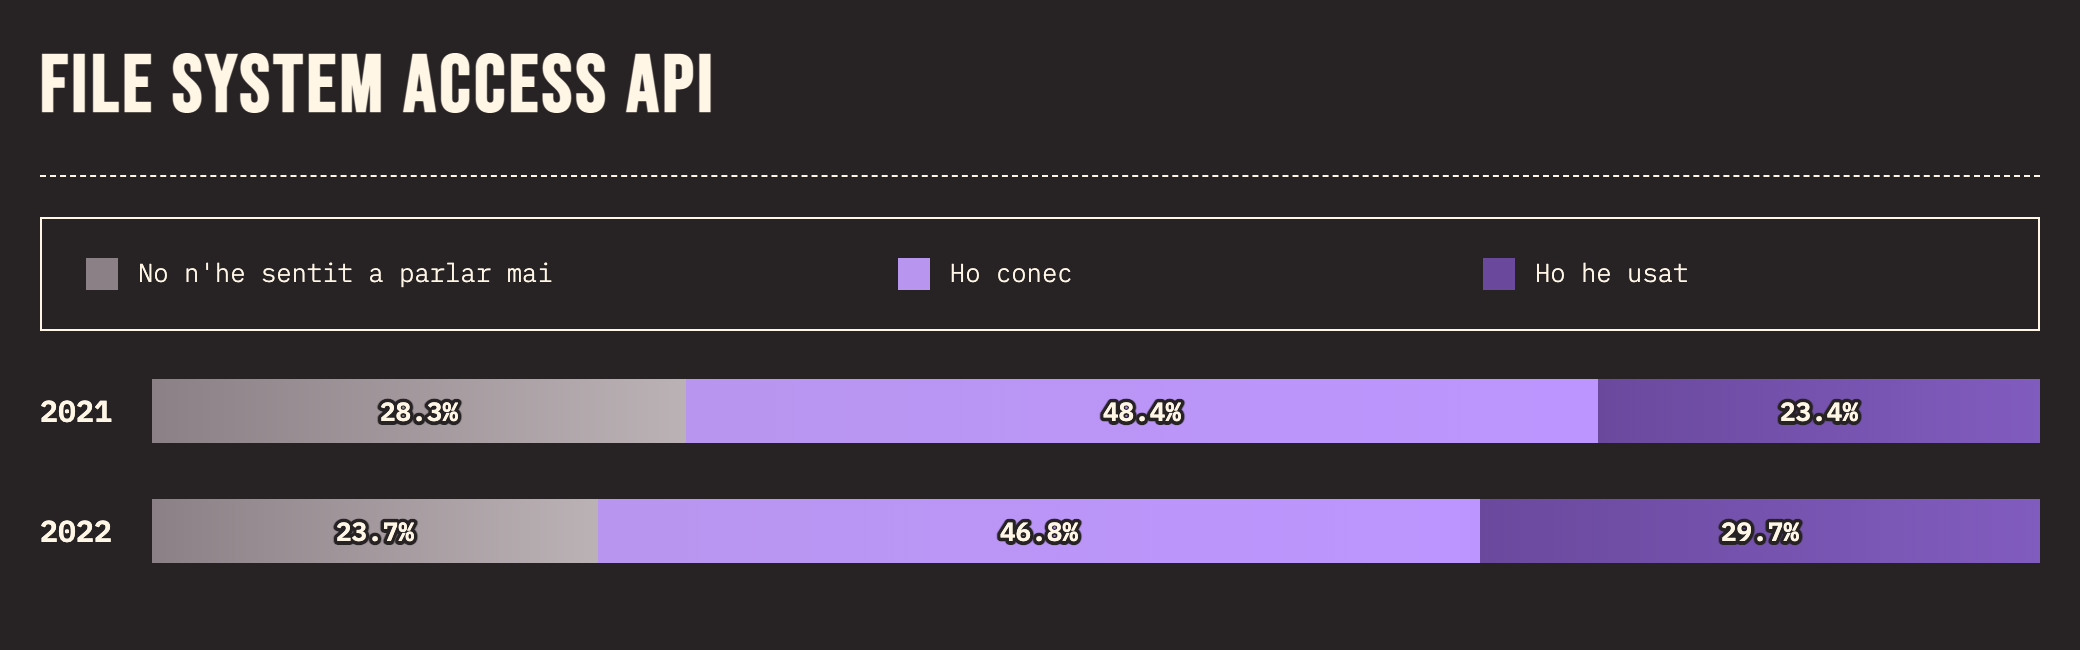 FILE SYSTEM ACCESS API
No n'he sentit a parlar mai Ho conec Ho he usat
2021 28.3% 48.4% 23.4%
2022 23.7% 46.8% 29.7%